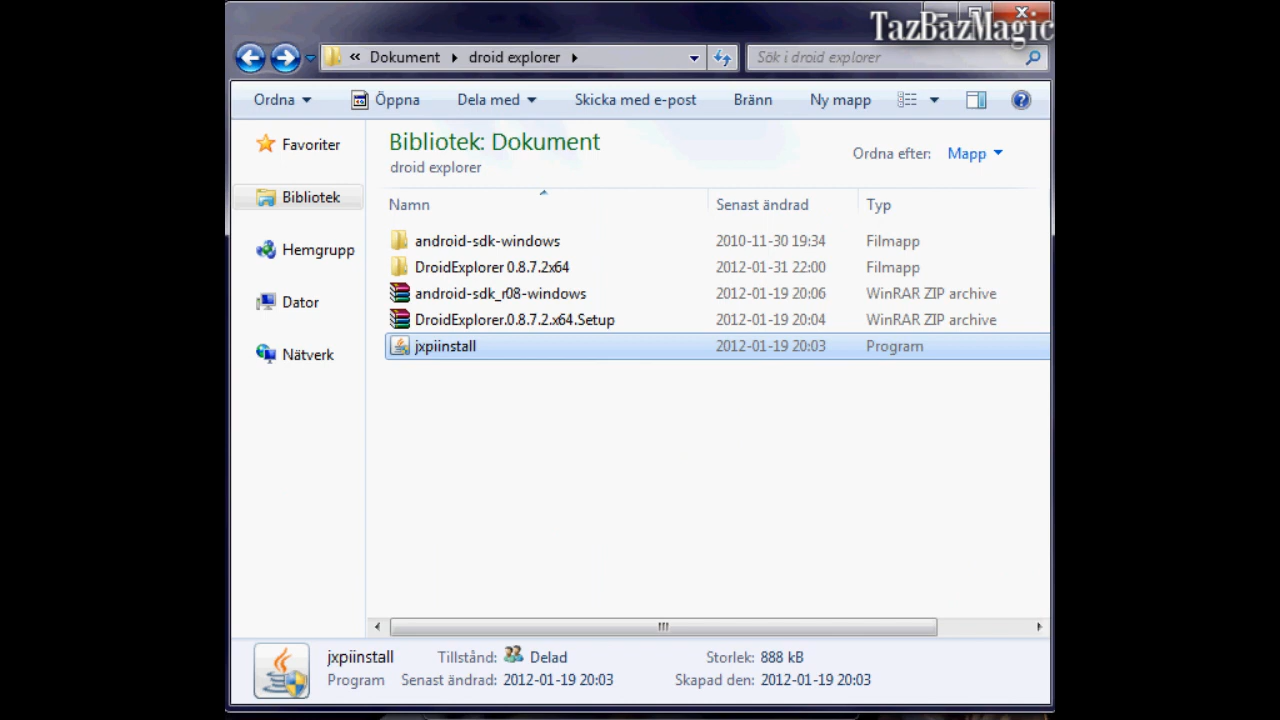 TazBazMagic
« Dokument droid explorer
Sök i droid explorer
Ordna Öppna Dela med Skicka med e-post Bränn Ny mapp
Favoriter
Bibliotek
Hemgrupp
Dator
Nätverk
Bibliotek: Dokument
droid explorer
Ordna efter: Mapp
Namn Senast ändrad Typ
android-sdk-windows 2010-11-30 19:34 Filmapp
DroidExplorer 0.8.7.2x64 2012-01-31 22:00 Filmapp
android-sdk_r08-windows 2012-01-19 20:06 WinRAR ZIP archive
DroidExplorer.0.8.7.2.x64.Setup 2012-01-19 20:04 WinRAR ZIP archive
jxpiinstall 2012-01-19 20:03 Program
jxpiinstall Tillstånd: Delad Storlek: 888 kB
Program Senast ändrad: 2012-01-19 20:03 Skapad den: 2012-01-19 20:03